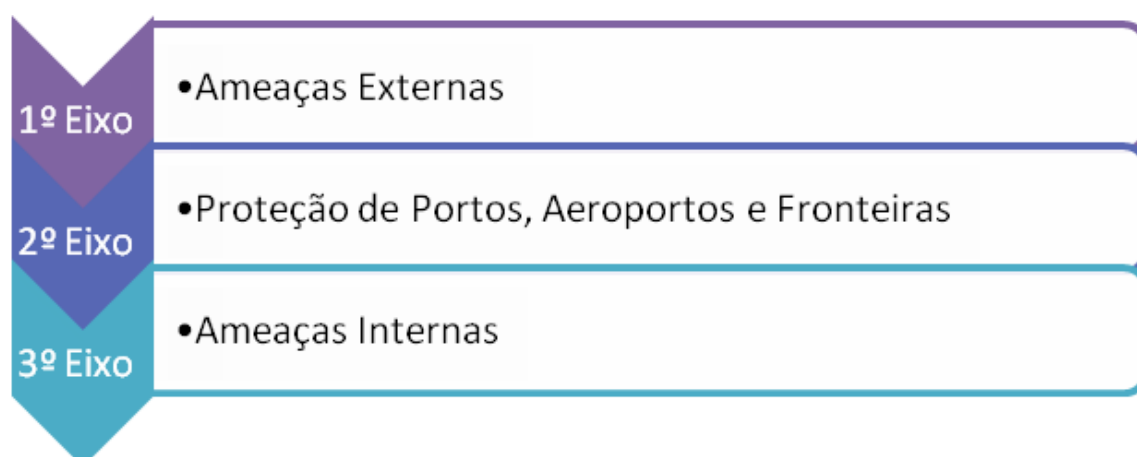 1º Eixo
•Ameaças Externas
2º Eixo
•Proteção de Portos, Aeroportos e Fronteiras
3º Eixo
•Ameaças Internas